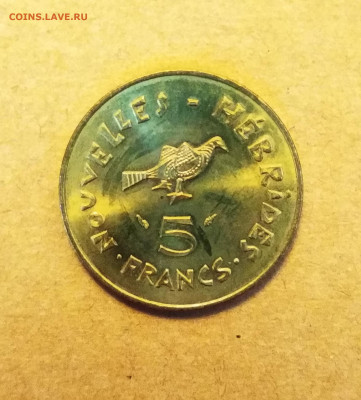 COINS.LAVE.RU
NOUVELLES - HÉBRIDES
5
FRANCS